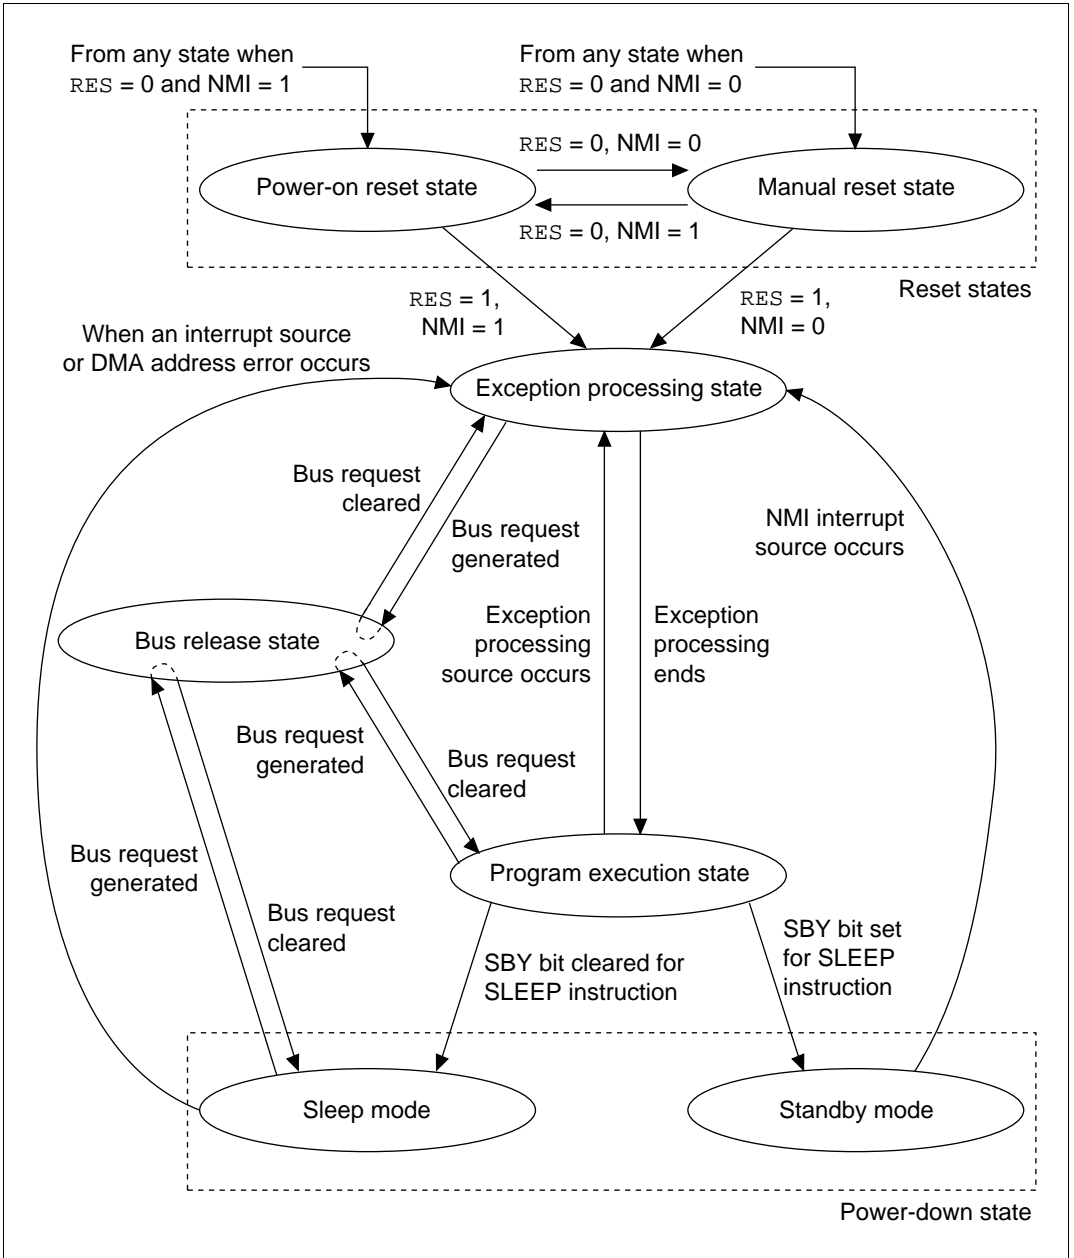 From any state when
RES = 0 and NMI = 1
From any state when
RES = 0 and NMI = 0
RES = 0, NMI = 0
Power-on reset state
Manual reset state
RES = 0, NMI = 1
Reset states
RES = 1,
NMI = 1
RES = 1,
NMI = 0
When an interrupt source
or DMA address error occurs
Exception processing state
Bus request
cleared
Bus request
generated
NMI interrupt
source occurs
Exception
processing
source occurs
Exception
processing
ends
Bus release state
Bus request
generated
Bus request
cleared
Bus request
generated
Program execution state
Bus request
cleared
SBY bit cleared for
SLEEP instruction
SBY bit set
for SLEEP
instruction
Sleep mode
Standby mode
Power-down state